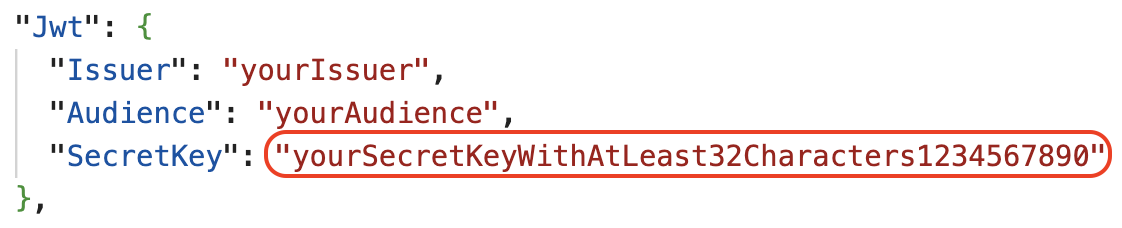 "Jwt": {
"Issuer": "yourIssuer",
"Audience": "yourAudience",
"SecretKey": "yourSecretKeyWithAtLeast32Characters1234567890"
},